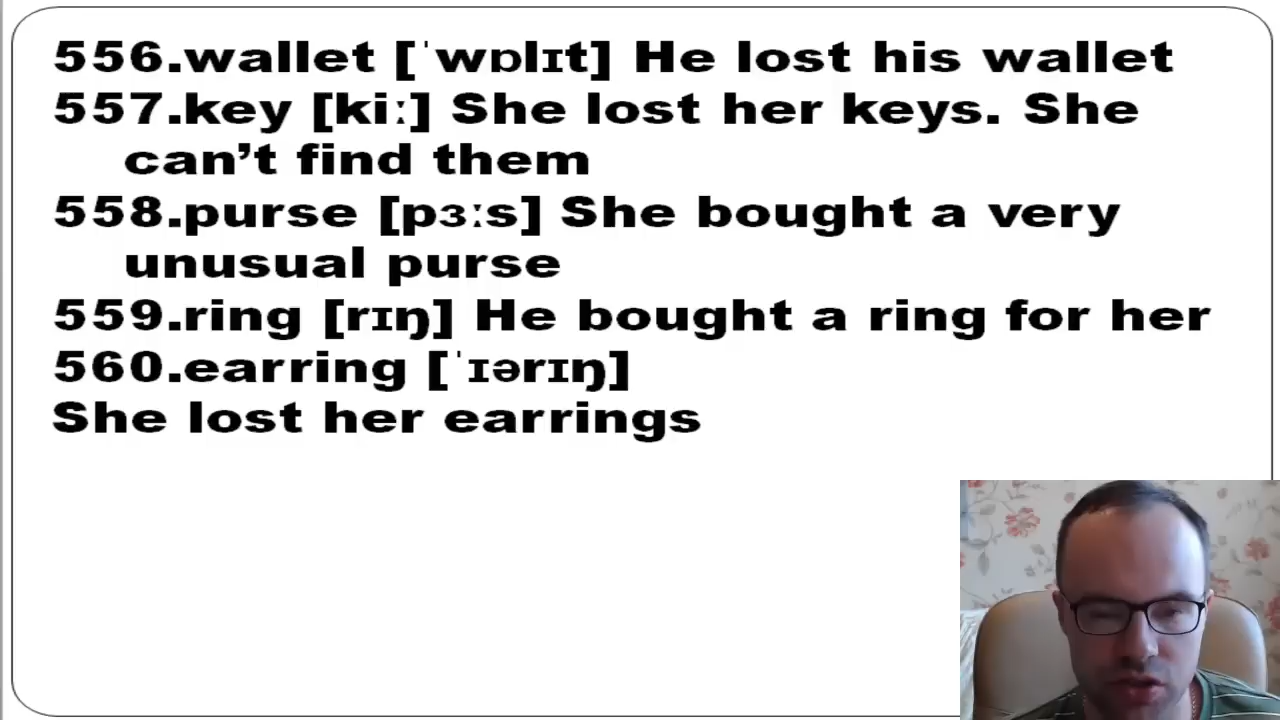 556.wallet [ˈwɒlɪt] He lost his wallet
557.key [kiː] She lost her keys. She
can’t find them
558.purse [pɜːs] She bought a very
unusual purse
559.ring [rɪŋ] He bought a ring for her
560.earring [ˈɪərɪŋ]
She lost her earrings